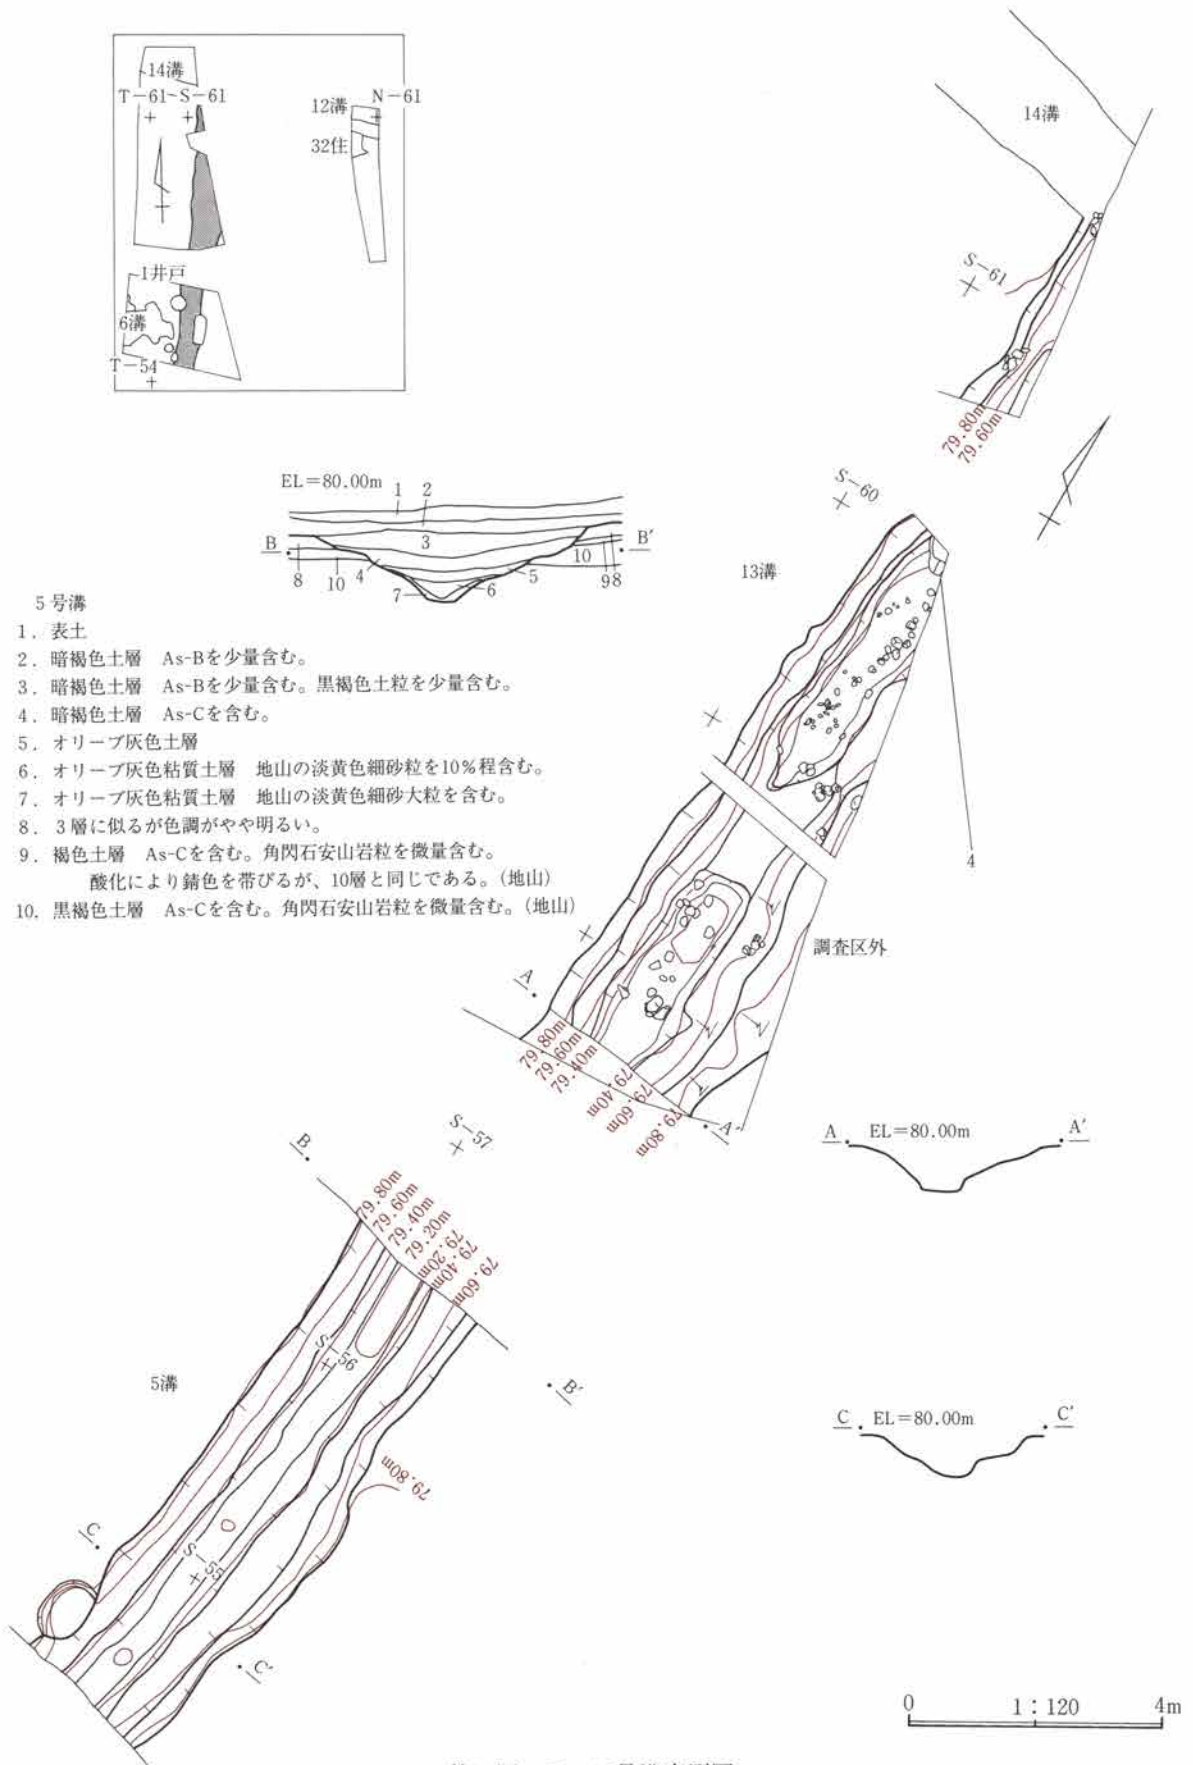 14溝
T-61 S-61
12溝 N-61
32住
1井戸
6溝
T-54
14溝
S-61
79.80m
79.60m
S-60
13溝
4
調査区外
EL=80.00m 1 2
B 3 B′
8 10 4 7 6 5 10 98
5号溝
1. 表土
2. 暗褐色土層 As-Bを少量含む。
3. 暗褐色土層 As-Bを少量含む。黒褐色土粒を少量含む。
4. 暗褐色土層 As-Cを含む。
5. オリーブ灰色土層
6. オリーブ灰色粘質土層 地山の淡黄色細砂粒を10%程含む。
7. オリーブ灰色粘質土層 地山の淡黄色細砂大粒を含む。
8. 3層に似るが色調がやや明るい。
9. 褐色土層 As-Cを含む。角閃石安山岩粒を微量含む。
酸化により錆色を帯びるが、10層と同じである。(地山)
10. 黒褐色土層 As-Cを含む。角閃石安山岩粒を微量含む。(地山)
A
79.80m
79.60m
79.40m
79.40m
79.60m
79.80m
A′
S-57
A EL=80.00m A′
B
79.80m
79.60m
79.40m
79.20m
79.20m
79.40m
79.60m
S-56
5溝
B′
79.80m
C EL=80.00m C′
C
S-55
C′
0 1:120 4m